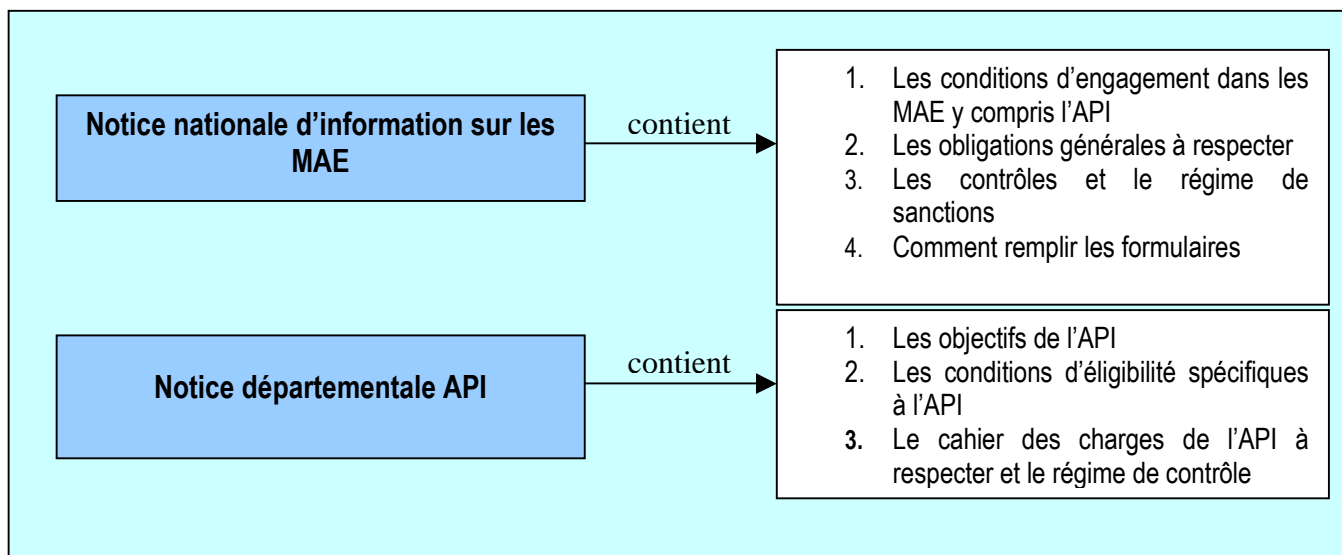 Notice nationale d'information sur les
MAE
contient
1. Les conditions d'engagement dans les
MAE y compris l'API
2. Les obligations générales à respecter
3. Les contrôles et le régime de
sanctions
4. Comment remplir les formulaires
Notice départementale API
contient
1. Les objectifs de l'API
2. Les conditions d'éligibilité spécifiques
à l'API
3. Le cahier des charges de l'API à
respecter et le régime de contrôle